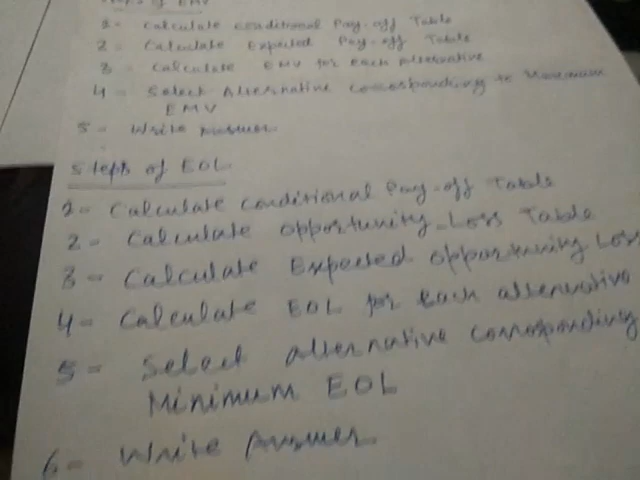 of EMV
1- Calculate conditional Pay-off Table
2- Calculate Expected Pay-off Table
3- Calculate EMV for each alternative
4- Select Alternative corresponding to
EMV
5- Write Answer
Steps of EOL
1- Calculate conditional Pay-off Table
2- Calculate opportunity-Loss Table
3- Calculate Expected opportunity Loss
4- Calculate EOL for each alternative
5- Select alternative corresponding
Minimum EOL
6- Write Answer